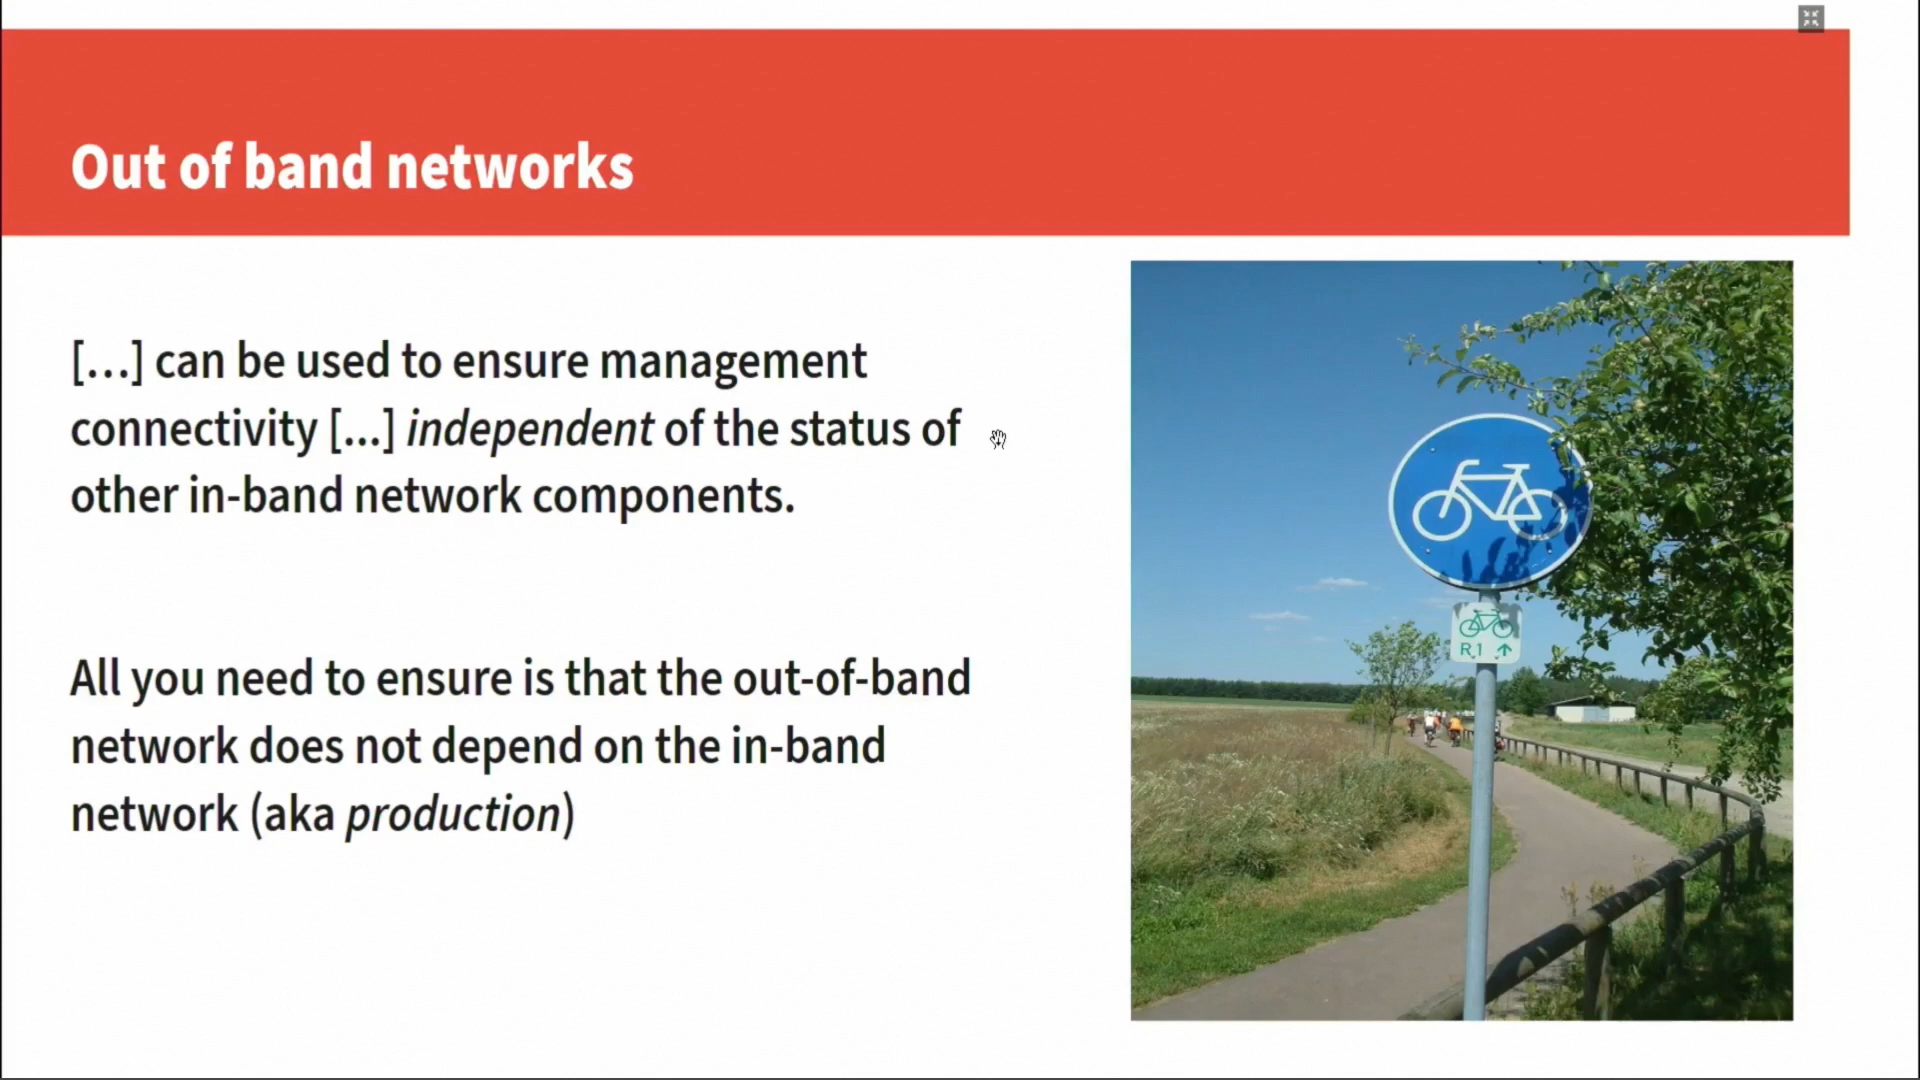 Out of band networks
[…] can be used to ensure management
connectivity [...] independent of the status of
other in-band network components.
All you need to ensure is that the out-of-band
network does not depend on the in-band
network (aka production)
R1 ↑